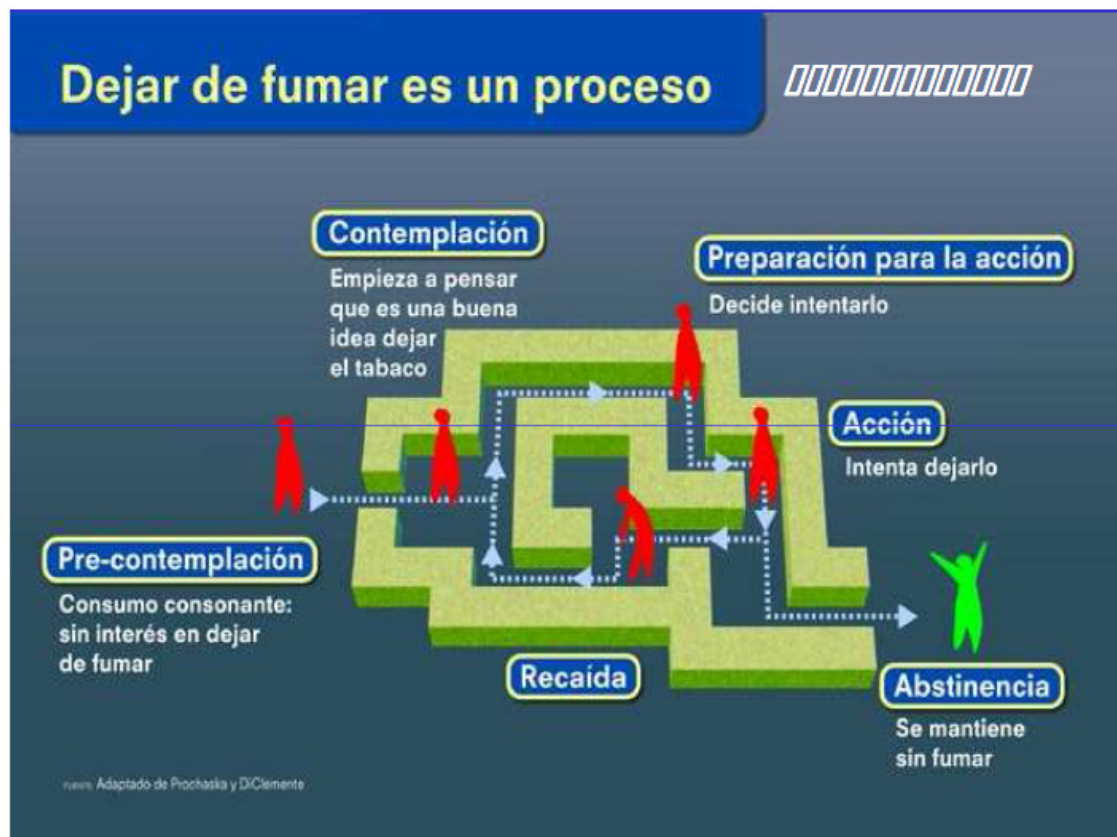 Dejar de fumar es un proceso
Contemplación
Empieza a pensar
que es una buena
idea dejar
el tabaco
Preparación para la acción
Decide intentarlo
Acción
Intenta dejarlo
Pre-contemplación
Consumo consonante:
sin interés en dejar
de fumar
Recaída
Abstinencia
Se mantiene
sin fumar
Adaptado de Prochaska y DiClemente